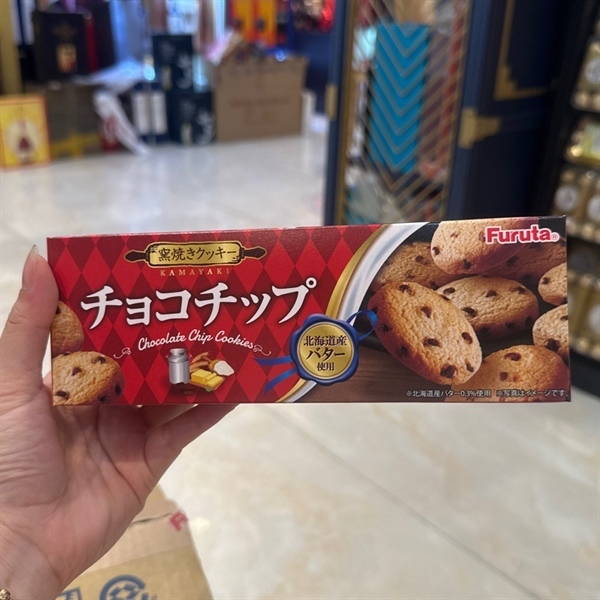 窯焼きクッキー
KAMAYAKI
チョコチップ
Chocolate Chip Cookies
北海道産
バター
使用
Furuta®
※北海道産バター0.3%使用 ※写真はイメージです。